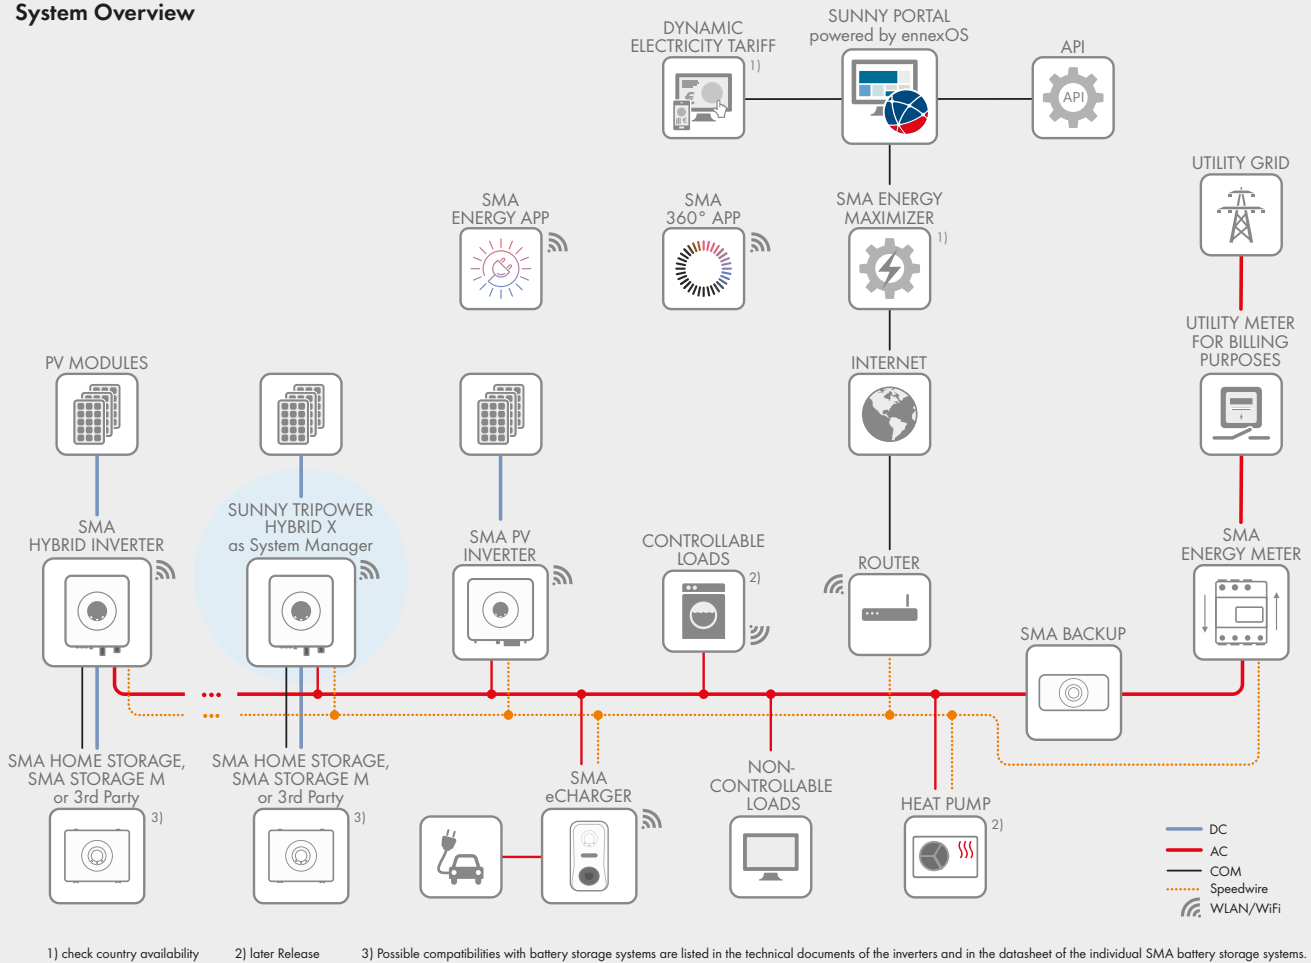 System Overview
DYNAMIC
ELECTRICITY TARIFF
1)
SUNNY PORTAL
powered by ennexOS
API
API
UTILITY GRID
SMA
ENERGY APP
SMA
360° APP
SMA ENERGY
MAXIMIZER
1)
UTILITY METER
FOR BILLING
PURPOSES
PV MODULES
INTERNET
SMA
HYBRID INVERTER
SUNNY TRIPOWER
HYBRID X
as System Manager
SMA PV
INVERTER
CONTROLLABLE
LOADS
2)
ROUTER
SMA
ENERGY METER
SMA BACKUP
SMA HOME STORAGE,
SMA STORAGE M
or 3rd Party
3)
SMA HOME STORAGE,
SMA STORAGE M
or 3rd Party
3)
SMA
eCHARGER
NON-
CONTROLLABLE
LOADS
HEAT PUMP
2)
DC
AC
COM
Speedwire
WLAN/WiFi
1) check country availability
2) later Release
3) Possible compatibilities with battery storage systems are listed in the technical documents of the inverters and in the datasheet of the individual SMA battery storage systems.